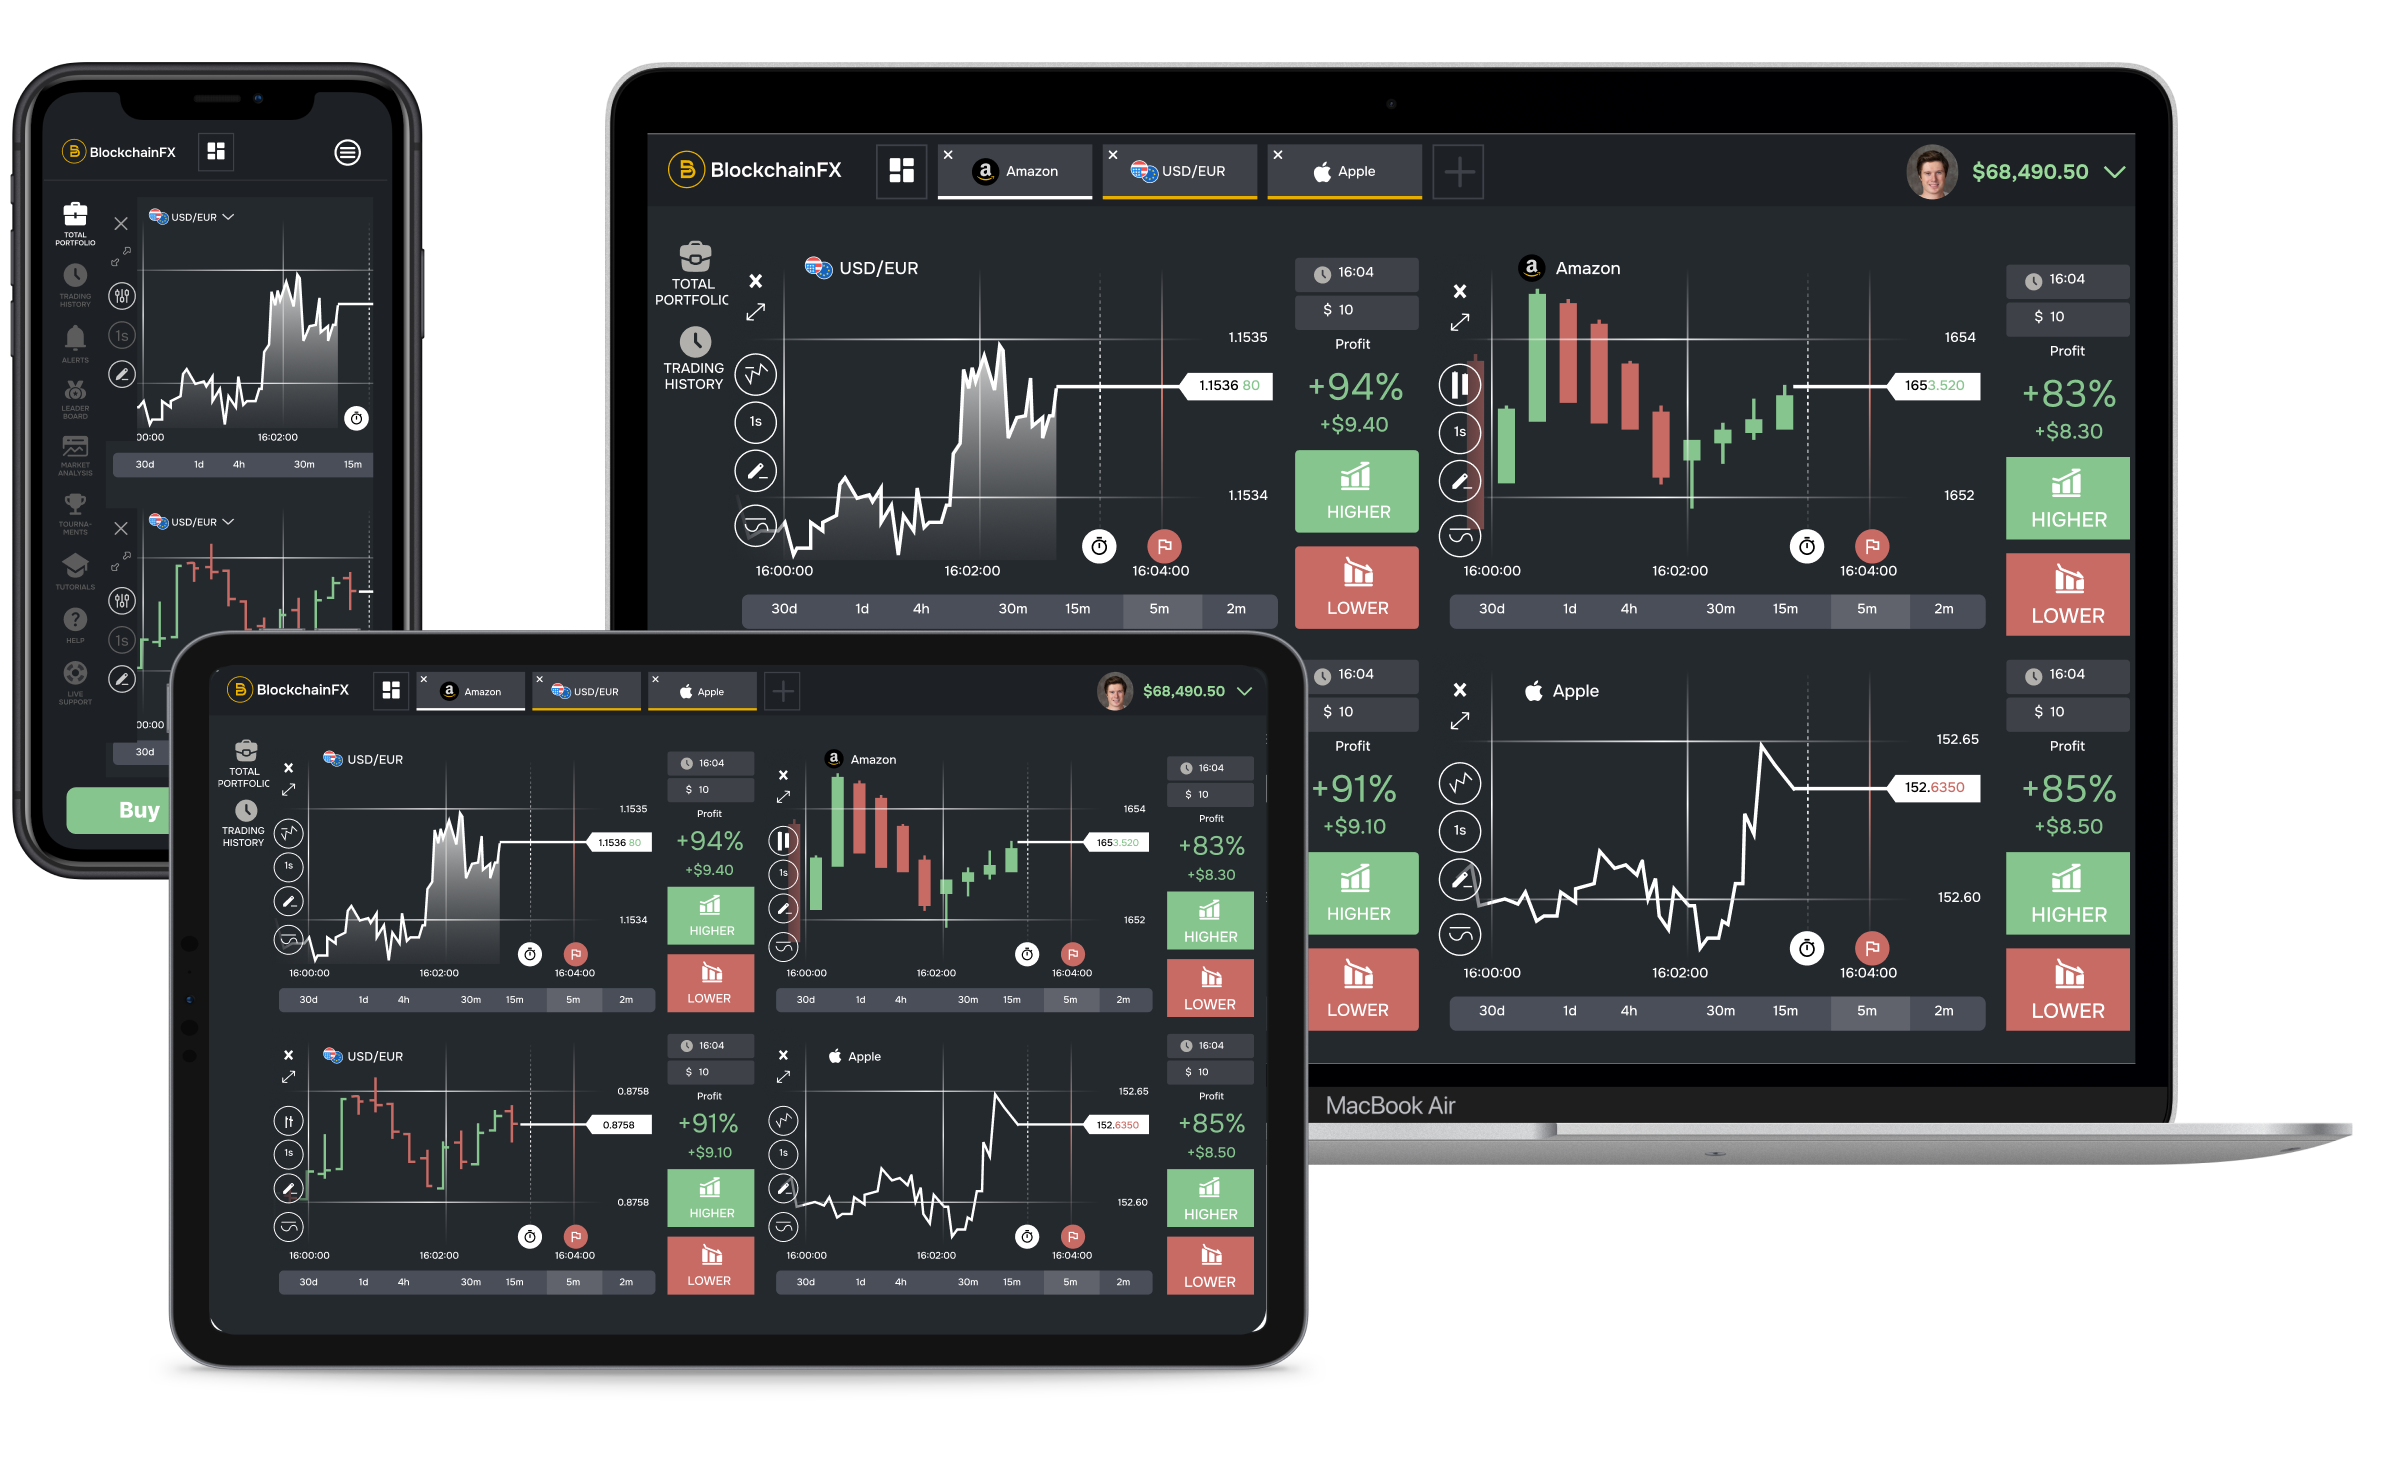 BlockchainFX
TOTAL
PORTFOLIO
TRADING
HISTORY
ALERTS
LEADER
BOARD
MARKET
ANALYSIS
TOURNA-
MENTS
TUTORIALS
HELP
LIVE
SUPPORT
USD/EUR
1s
00:00
16:02:00
30d 1d 4h 30m 15m
USD/EUR
1s
00:00
30d
Buy
BlockchainFX
Amazon
USD/EUR
Apple
$68,490.50
TOTAL
PORTFOLIC
TRADING
HISTORY
USD/EUR
1s
1.1535
1.1536 80
1.1534
16:00:00 16:02:00 16:04:00
30d 1d 4h 30m 15m 5m 2m
16:04
$ 10
Profit
+94%
+$9.40
HIGHER
LOWER
Amazon
1s
1654
1653.520
1652
16:00:00 16:02:00 16:04:00
30d 1d 4h 30m 15m 5m 2m
16:04
$ 10
Profit
+83%
+$8.30
HIGHER
LOWER
16:04
$ 10
Profit
+91%
+$9.10
HIGHER
LOWER
Apple
1s
152.65
152.6350
152.60
16:00:00 16:02:00 16:04:00
30d 1d 4h 30m 15m 5m 2m
16:04
$ 10
Profit
+85%
+$8.50
HIGHER
LOWER
MacBook Air
BlockchainFX
Amazon
USD/EUR
Apple
$68,490.50
TOTAL
PORTFOLIC
TRADING
HISTORY
USD/EUR
1s
1.1535
1.1536 80
1.1534
16:00:00 16:02:00 16:04:00
30d 1d 4h 30m 15m 5m 2m
16:04
$ 10
Profit
+94%
+$9.40
HIGHER
LOWER
Amazon
1s
1654
1653.520
1652
16:00:00 16:02:00 16:04:00
30d 1d 4h 30m 15m 5m 2m
16:04
$ 10
Profit
+83%
+$8.30
HIGHER
LOWER
USD/EUR
1s
0.8758
0.8758
0.8758
16:00:00 16:02:00 16:04:00
30d 1d 4h 30m 15m 5m 2m
16:04
$ 10
Profit
+91%
+$9.10
HIGHER
LOWER
Apple
1s
152.65
152.6350
152.60
16:00:00 16:02:00 16:04:00
30d 1d 4h 30m 15m 5m 2m
16:04
$ 10
Profit
+85%
+$8.50
HIGHER
LOWER